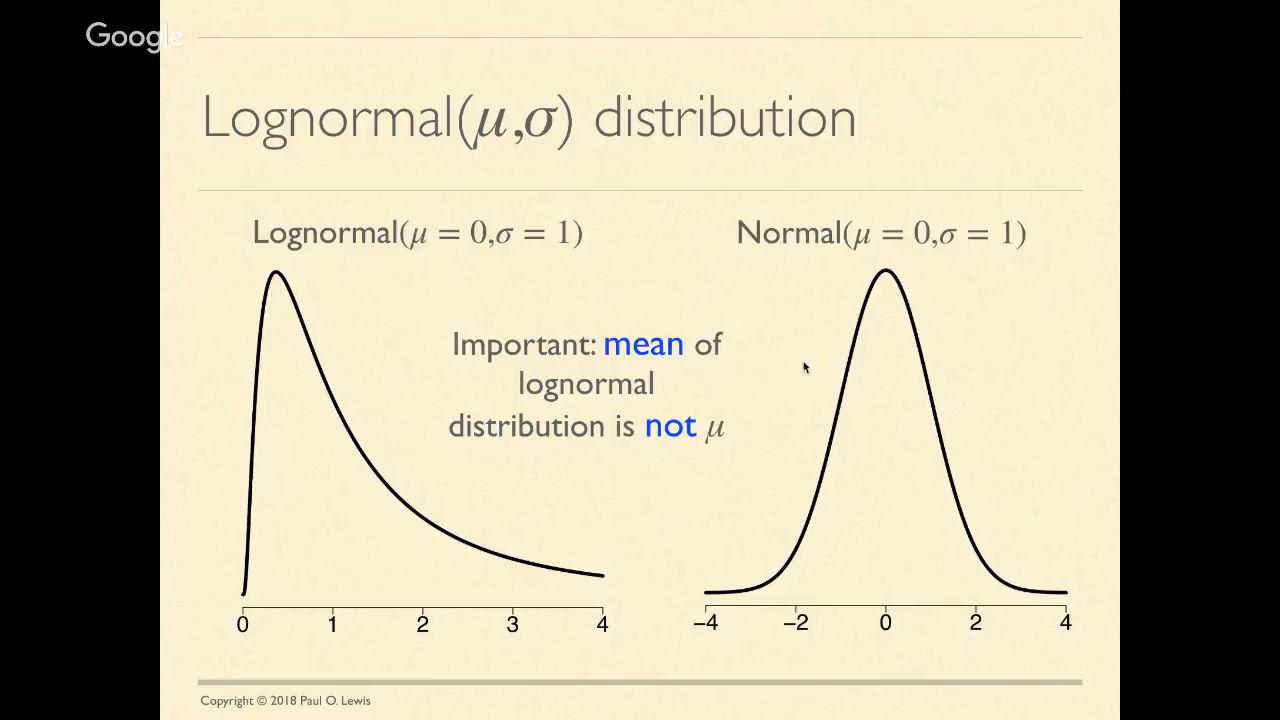 Google
Lognormal(μ,σ) distribution
Lognormal(μ = 0,σ = 1)
Normal(μ = 0,σ = 1)
Important: mean of
lognormal
distribution is not μ
0 1 2 3 4
−4 −2 0 2 4
Copyright © 2018 Paul O. Lewis